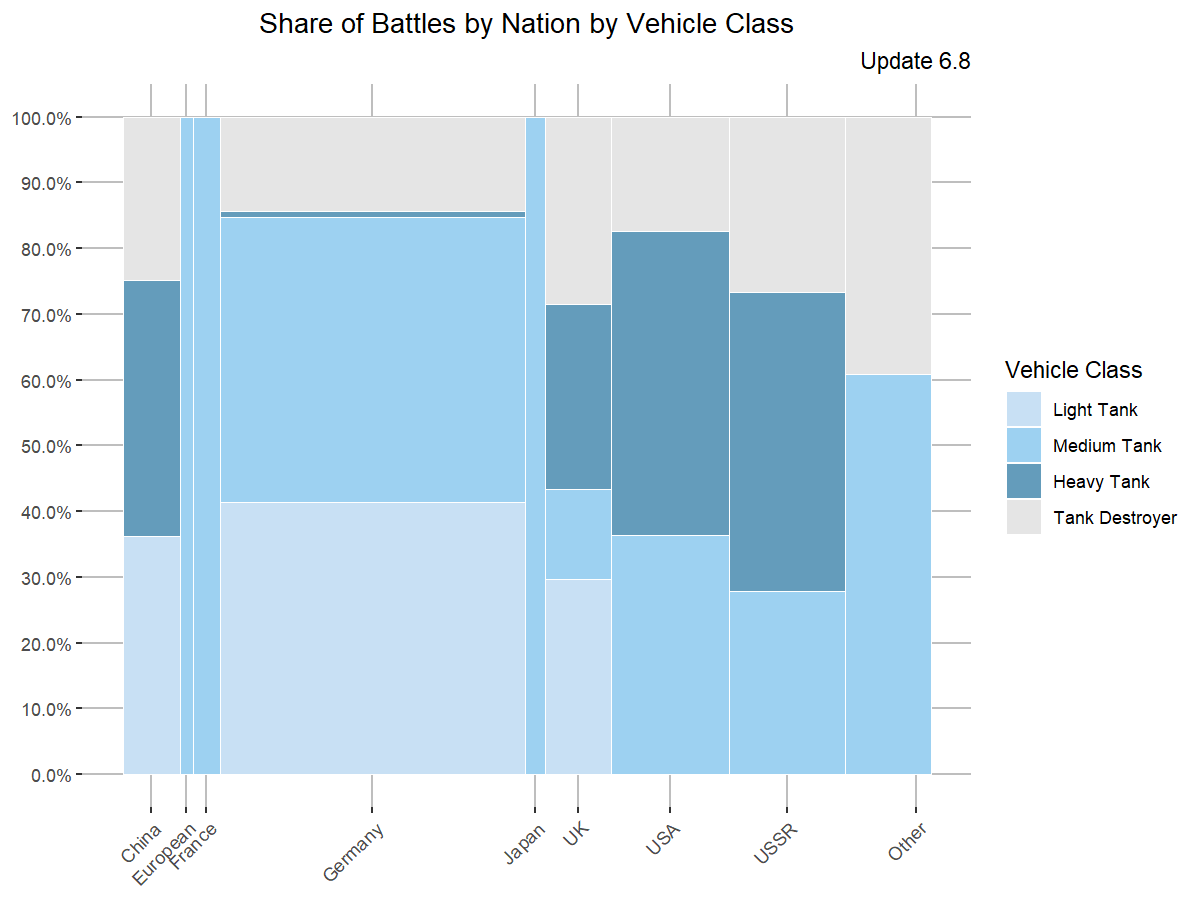 Share of Battles by Nation by Vehicle Class
Update 6.8
100.0%
90.0%
80.0%
70.0%
60.0%
50.0%
40.0%
30.0%
20.0%
10.0%
0.0%
China
European
France
Germany
Japan
UK
USA
USSR
Other
Vehicle Class
Light Tank
Medium Tank
Heavy Tank
Tank Destroyer